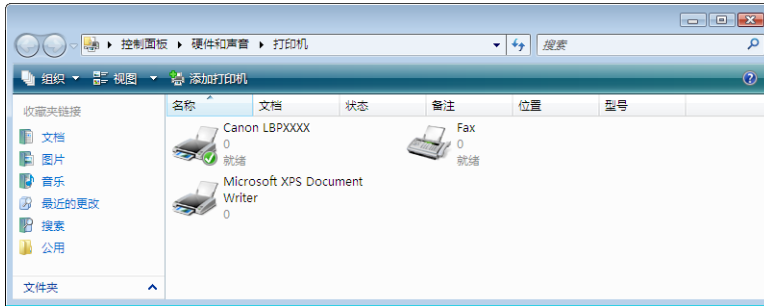 控制面板 ▸ 硬件和声音 ▸ 打印机
搜索
组织 视图 添加打印机
收藏夹链接
文档
图片
音乐
最近的更改
搜索
公用
文件夹
名称 文档 状态 备注 位置 型号
Canon LBPXXXX
0
就绪
Fax
0
就绪
Microsoft XPS Document
Writer
0